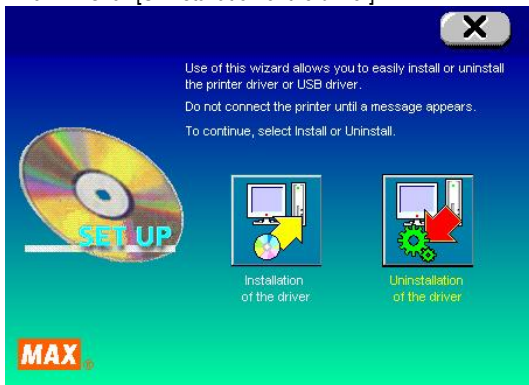 Use of this wizard allows you to easily install or uninstall
the printer driver or USB driver.
Do not connect the printer until a message appears.
To continue, select Install or Uninstall.
SET UP
Installation
of the driver
Uninstallation
of the driver
MAX ®